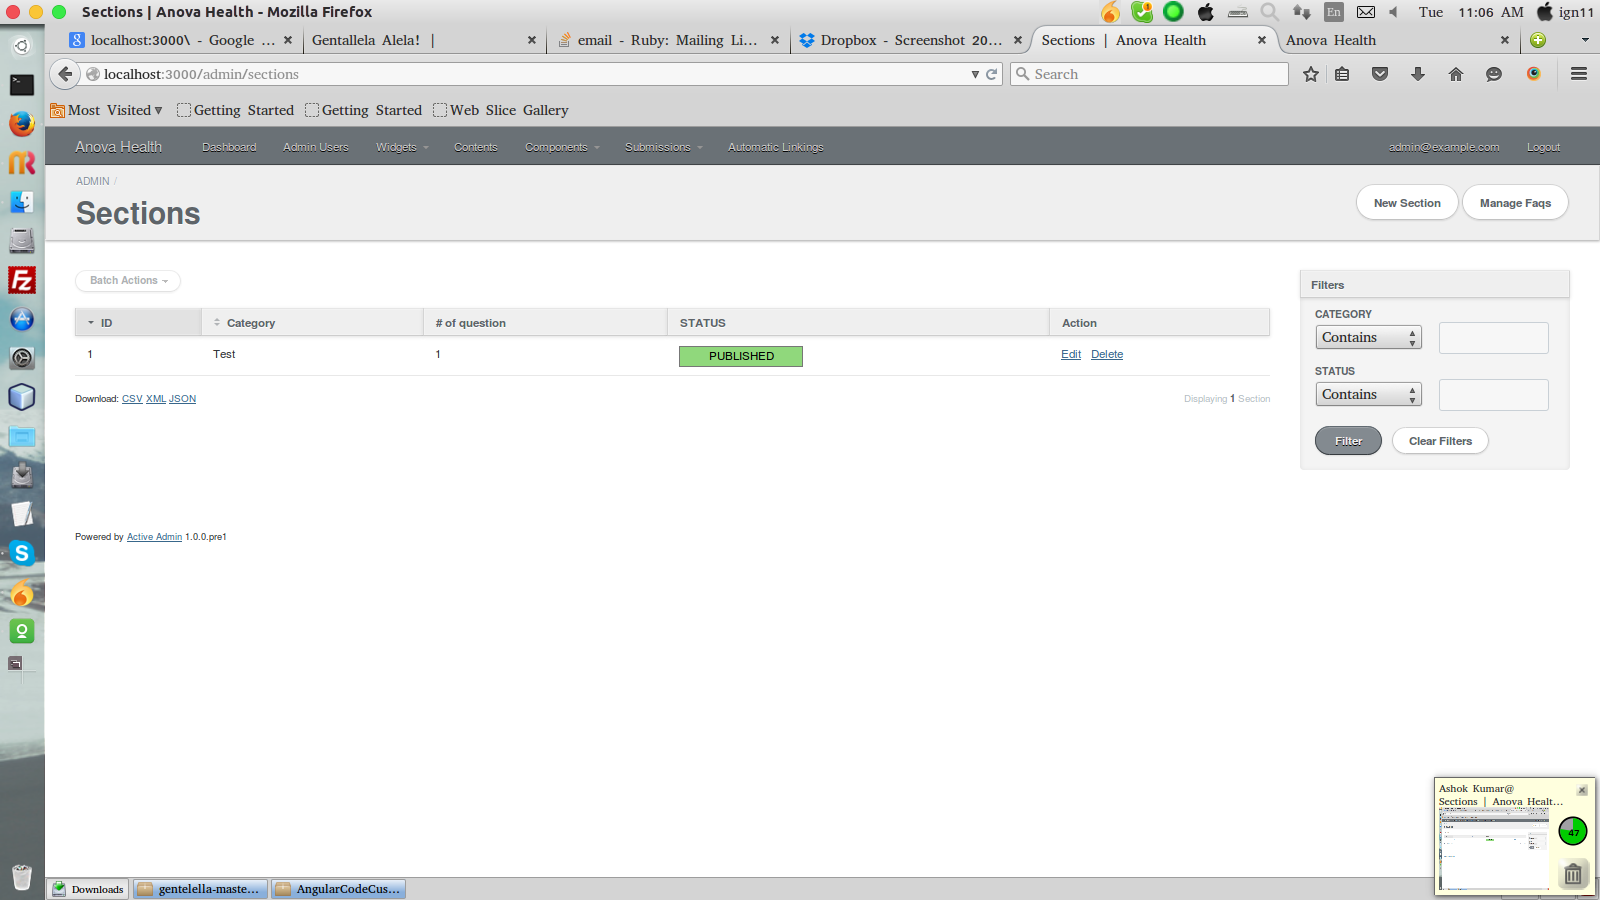 Sections | Anova Health - Mozilla Firefox
En
Tue 11:06 AM ign11
localhost:3000\ - Google ...
Gentallela Alela! |
email - Ruby: Mailing Li...
Dropbox - Screenshot 20...
Sections | Anova Health
Anova Health
localhost:3000/admin/sections
Search
Most Visited
Getting Started
Getting Started
Web Slice Gallery
Anova Health
Dashboard
Admin Users
Widgets
Contents
Components
Submissions
Automatic Linkings
admin@example.com
Logout
ADMIN /
Sections
New Section
Manage Faqs
Batch Actions
ID Category # of question STATUS Action
1 Test 1 PUBLISHED Edit Delete
Download: CSV XML JSON
Displaying 1 Section
Filters
CATEGORY
Contains
STATUS
Contains
Filter
Clear Filters
Powered by Active Admin 1.0.0.pre1
Ashok Kumar@
Sections | Anova Healt...
47
Downloads
gentelella-maste...
AngularCodeCus...